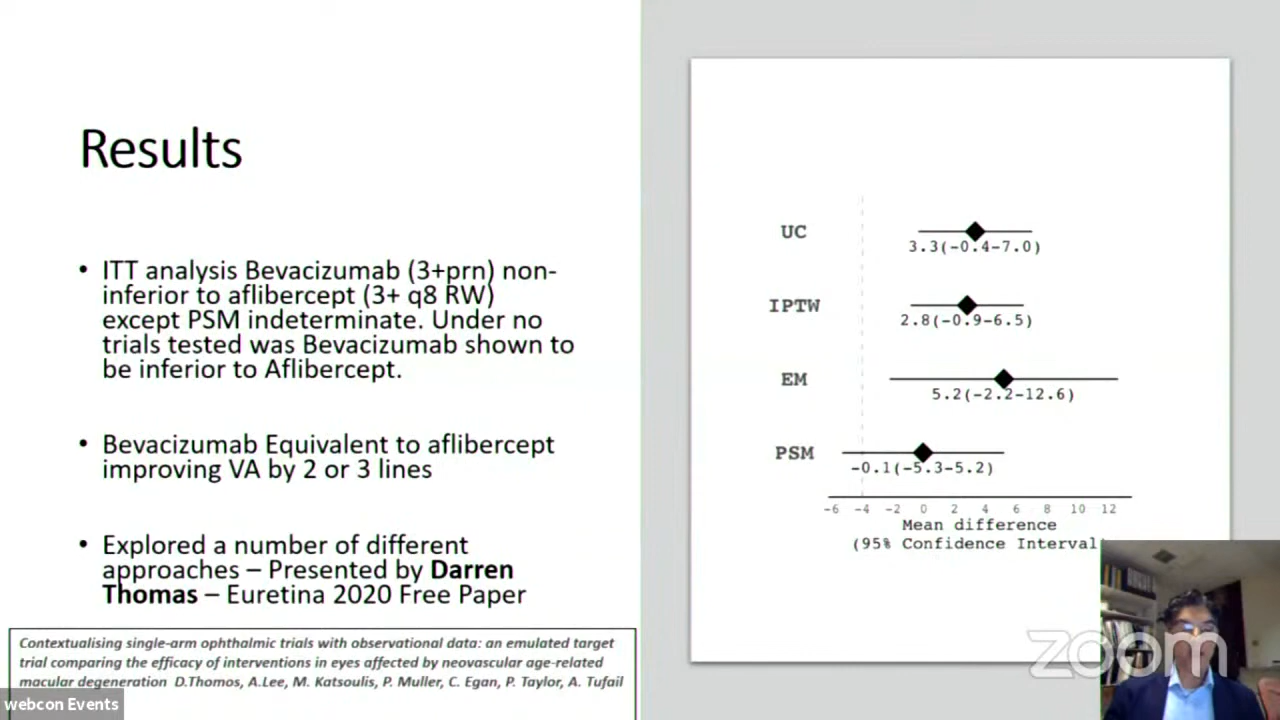 Results
• ITT analysis Bevacizumab (3+prn) non-
inferior to aflibercept (3+ q8 RW)
except PSM indeterminate. Under no
trials tested was Bevacizumab shown to
be inferior to Aflibercept.
• Bevacizumab Equivalent to aflibercept
improving VA by 2 or 3 lines
• Explored a number of different
approaches – Presented by Darren
Thomas – Euretina 2020 Free Paper
Contextualising single-arm ophthalmic trials with observational data: an emulated target
trial comparing the efficacy of interventions in eyes affected by neovascular age-related
macular degeneration D.Thomos, A.Lee, M. Katsoulis, P. Muller, C. Egan, P. Taylor, A. Tufail
webcon Events
UC
3.3(-0.4-7.0)
IPTW
2.8(-0.9-6.5)
EM
5.2(-2.2-12.6)
PSM
-0.1(-5.3-5.2)
-6 -4 -2 0 2 4 6 8 10 12
Mean difference
(95% Confidence Interval)
zoom